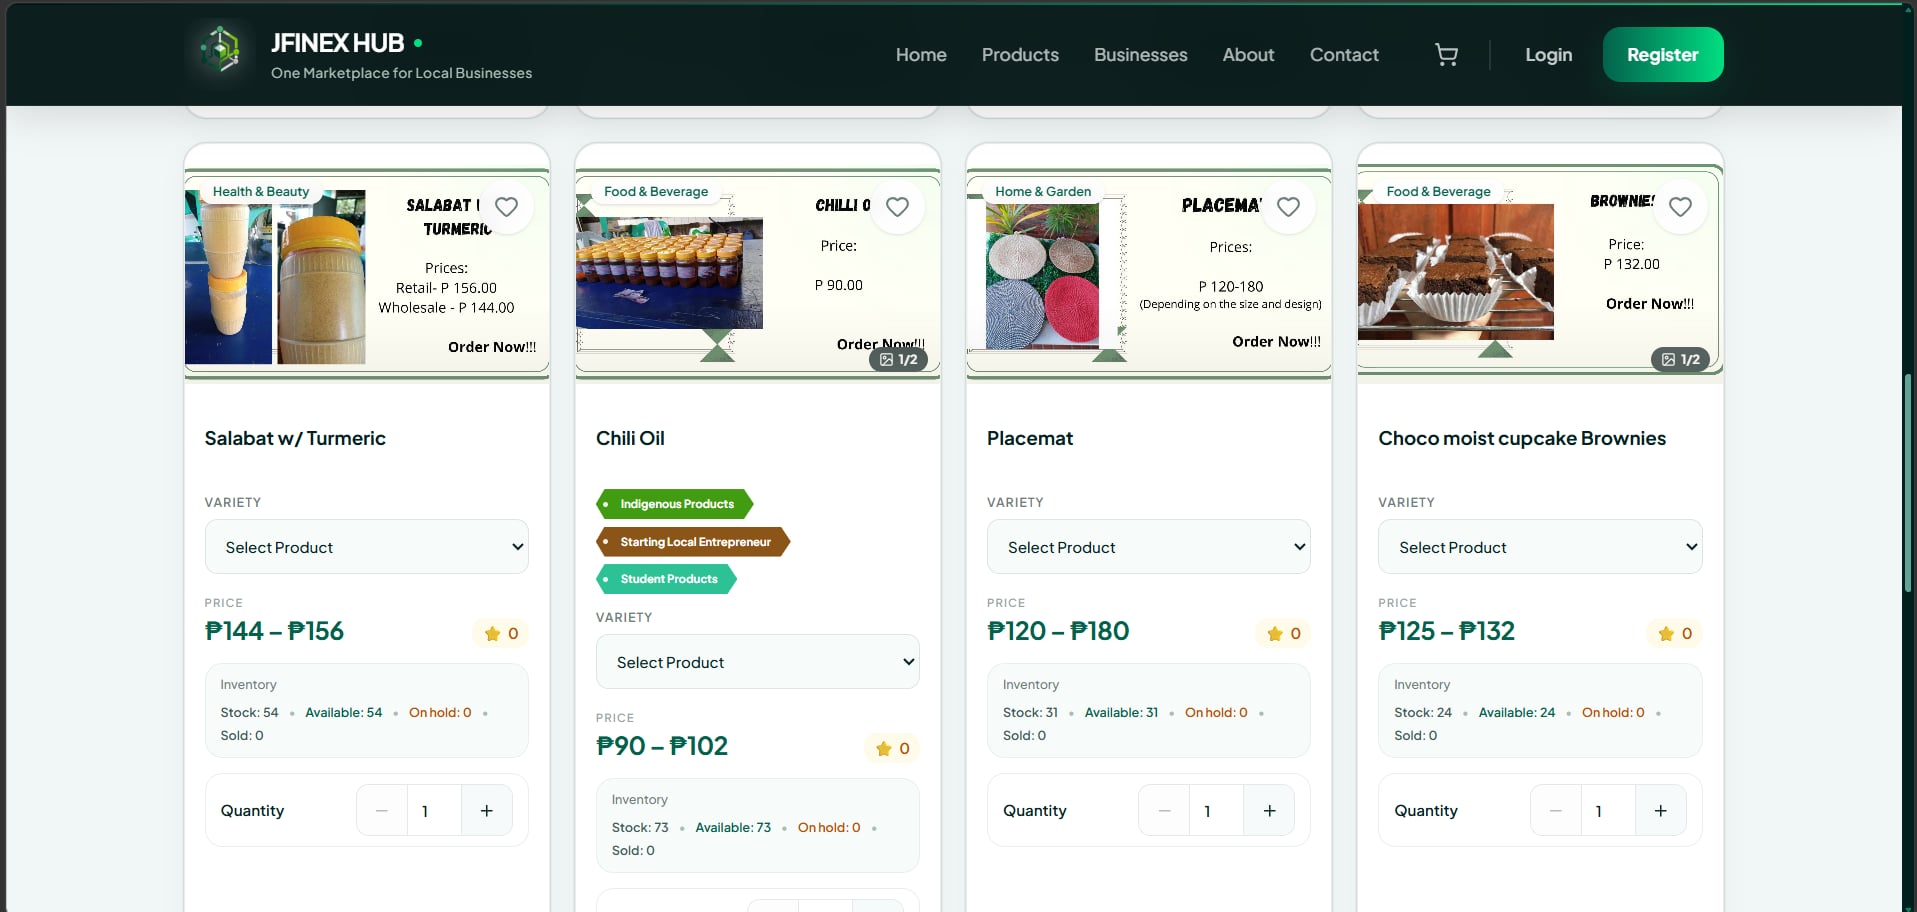 JFINEX HUB
One Marketplace for Local Businesses
Home
Products
Businesses
About
Contact
Login
Register
Health & Beauty
SALABAT
TURMERIC
Prices:
Retail- P 156.00
Wholesale - P 144.00
Order Now!!!
Salabat w/ Turmeric
VARIETY
Select Product
PRICE
₱144 – ₱156
0
Inventory
Stock: 54 • Available: 54 • On hold: 0 •
Sold: 0
Quantity
− 1 +
Food & Beverage
CHILLI O
Price:
P 90.00
Order Now!!!
1/2
Chili Oil
Indigenous Products
Starting Local Entrepreneur
Student Products
VARIETY
Select Product
PRICE
₱90 – ₱102
0
Inventory
Stock: 73 • Available: 73 • On hold: 0 •
Sold: 0
Home & Garden
PLACEMA
Prices:
P 120-180
(Depending on the size and design)
Order Now!!!
Placemat
VARIETY
Select Product
PRICE
₱120 – ₱180
0
Inventory
Stock: 31 • Available: 31 • On hold: 0 •
Sold: 0
Quantity
− 1 +
Food & Beverage
BROWNIE
Price:
P 132.00
Order Now!!!
1/2
Choco moist cupcake Brownies
VARIETY
Select Product
PRICE
₱125 – ₱132
0
Inventory
Stock: 24 • Available: 24 • On hold: 0 •
Sold: 0
Quantity
− 1 +